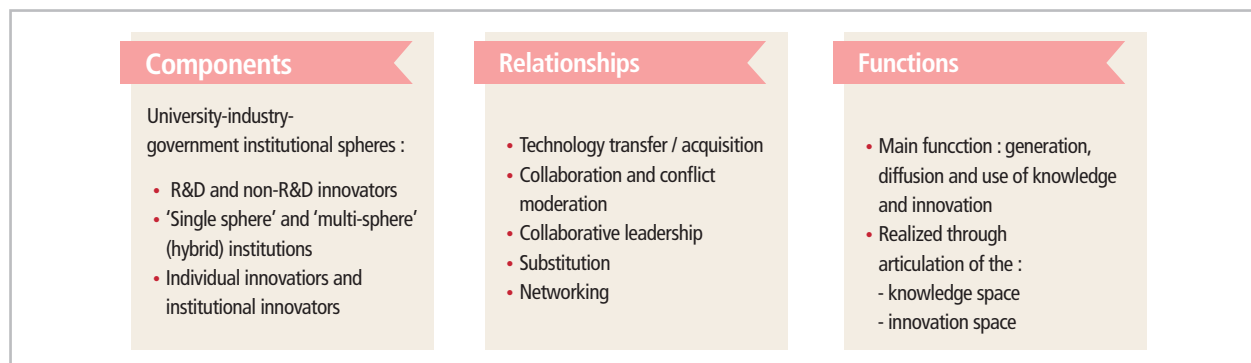 Components
University-industry-
government institutional spheres :
• R&D and non-R&D innovators
• ‘Single sphere’ and ‘multi-sphere’
(hybrid) institutions
• Individual innovatiors and
institutional innovators
Relationships
• Technology transfer / acquisition
• Collaboration and conflict
moderation
• Collaborative leadership
• Substitution
• Networking
Functions
• Main funcction : generation,
diffusion and use of knowledge
and innovation
• Realized through
articulation of the :
- knowledge space
- innovation space